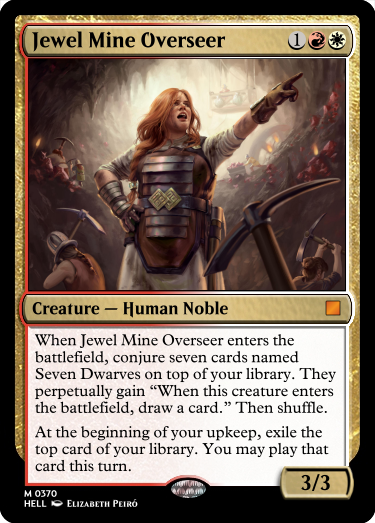 Jewel Mine Overseer 1
Creature — Human Noble
When Jewel Mine Overseer enters the
battlefield, conjure seven cards named
Seven Dwarves on top of your library. They
perpetually gain “When this creature enters
the battlefield, draw a card.” Then shuffle.
At the beginning of your upkeep, exile the
top card of your library. You may play that
card this turn.
3/3
M 0370
HELL Elizabeth Peiró